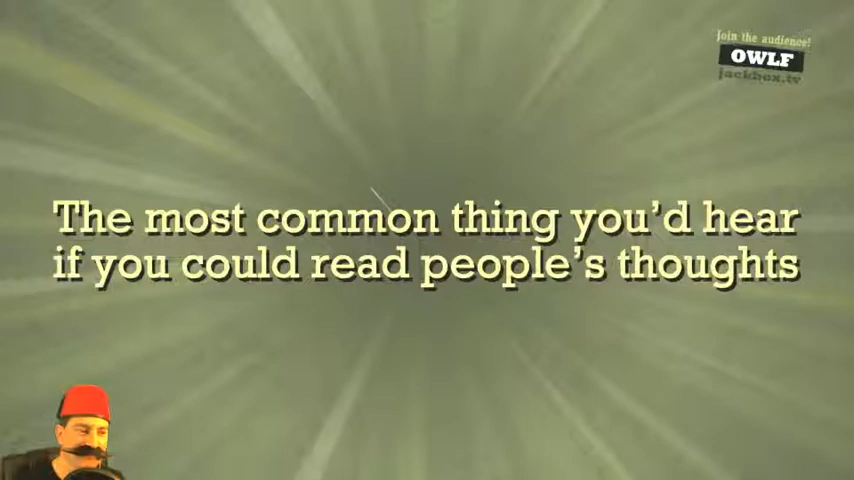 Join the audience!
OWLF
jackbox.tv
The most common thing you'd hear
if you could read people's thoughts